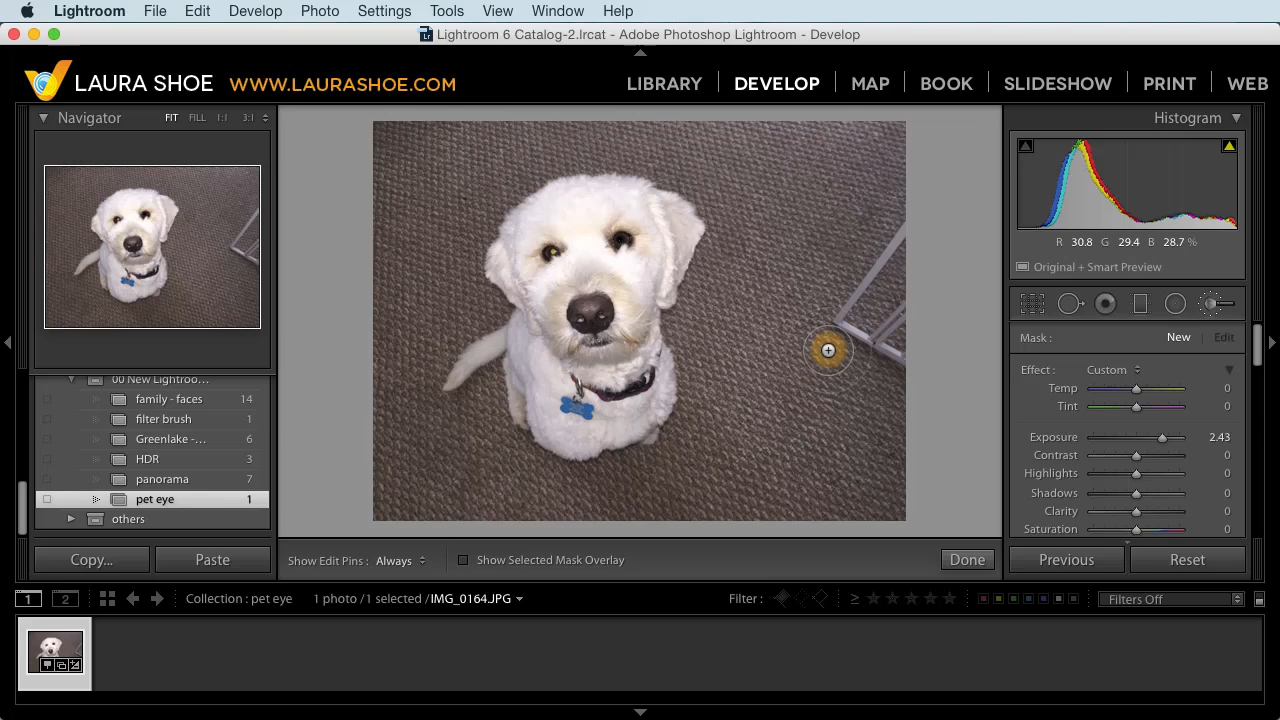 Lightroom File Edit Develop Photo Settings Tools View Window Help
Lr Lightroom 6 Catalog-2.lrcat - Adobe Photoshop Lightroom - Develop
LAURA SHOE WWW.LAURASHOE.COM LIBRARY DEVELOP MAP BOOK SLIDESHOW PRINT WEB
Navigator FIT FILL 1:1 3:1
Histogram
R 30.8 G 29.4 B 28.7 %
Original + Smart Preview
Mask : New Edit
Effect : Custom
Temp 0
Tint 0
Exposure 2.43
Contrast 0
Highlights 0
Shadows 0
Clarity 0
Saturation 0
00 New Lightroo...
family - faces 14
filter brush 1
Greenlake -... 6
HDR 3
panorama 7
pet eye 1
others
Copy... Paste
Show Edit Pins : Always Show Selected Mask Overlay Done
Previous Reset
1 2 Collection : pet eye 1 photo / 1 selected / IMG_0164.JPG Filter : ≥ Filters Off